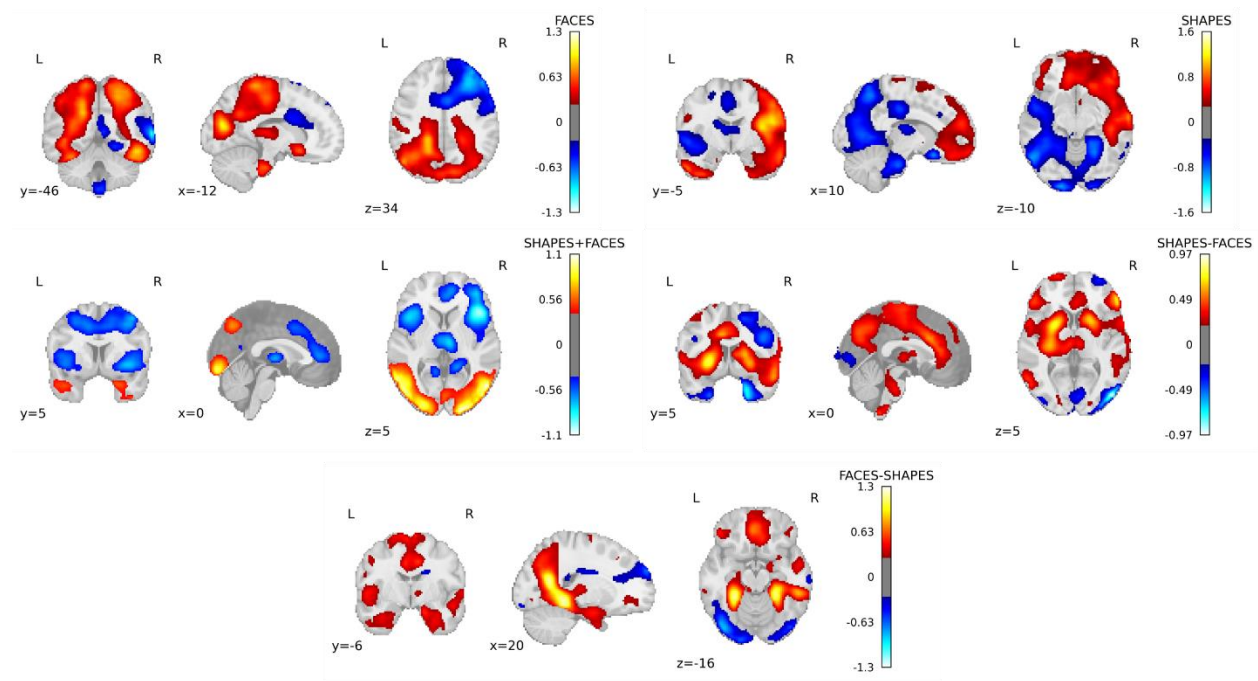 FACES
L R L R
1.3
0.63
0
-0.63
-1.3
y=-46 x=-12 z=34
SHAPES
L R L R
1.6
0.8
0
-0.8
-1.6
y=-5 x=10 z=-10
SHAPES+FACES
L R L R
1.1
0.56
0
-0.56
-1.1
y=5 x=0 z=5
SHAPES-FACES
L R L R
0.97
0.49
0
-0.49
-0.97
y=5 x=0 z=5
FACES-SHAPES
L R L R
1.3
0.63
0
-0.63
-1.3
y=-6 x=20 z=-16